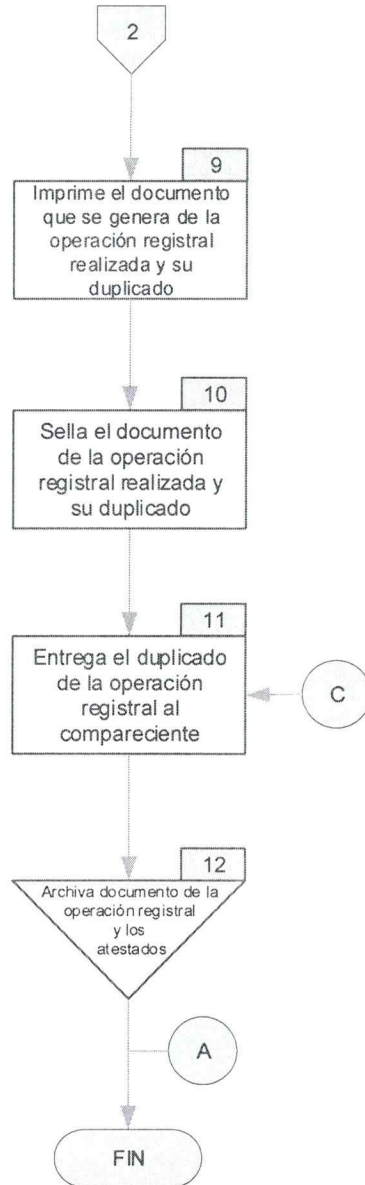 2
9
Imprime el documento
que se genera de la
operación registral
realizada y su
duplicado
10
Sella el documento
de la operación
registral realizada y
su duplicado
11
Entrega el duplicado
de la operación
registral al
compareciente
C
12
Archiva documento de la
operación registral
y los
atestados
A
FIN